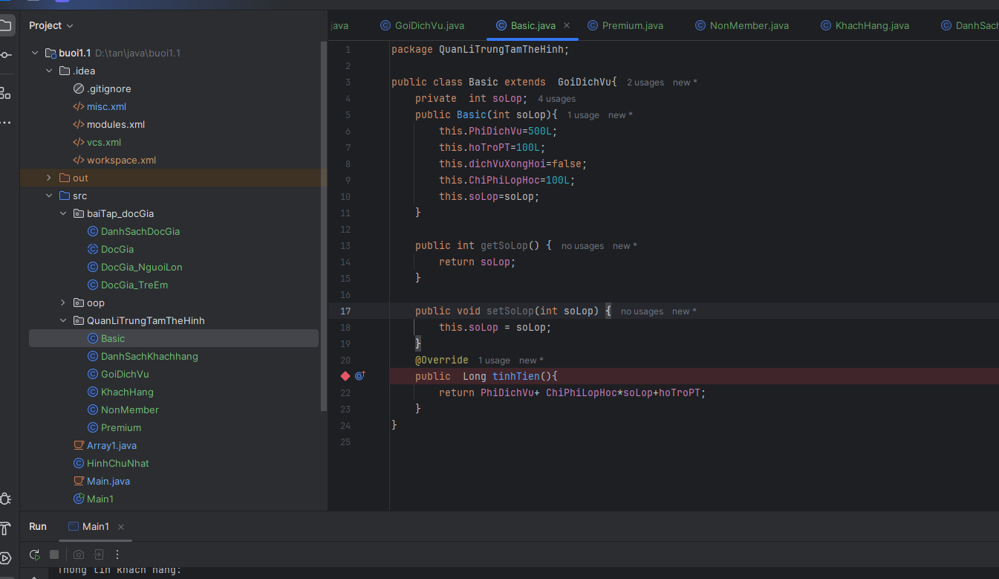 Project
buoi1.1 D:\tan\java\buoi1.1
.idea
.gitignore
misc.xml
modules.xml
vcs.xml
workspace.xml
out
src
baiTap_docGia
DanhSachDocGia
DocGia
DocGia_NguoiLon
DocGia_TreEm
oop
QuanLiTrungTamTheHinh
Basic
DanhSachKhachhang
GoiDichVu
KhachHang
NonMember
Premium
Array1.java
HinhChuNhat
Main.java
Main1
java GoiDichVu.java Basic.java Premium.java NonMember.java KhachHang.java DanhSach
1 package QuanLiTrungTamTheHinh;
2
3 public class Basic extends  GoiDichVu{ 2 usages new *
4 private  int soLop; 4 usages
5 public Basic(int soLop){ 1 usage new *
6 this.PhiDichVu=500L;
7 this.hoTroPT=100L;
8 this.dichVuXongHoi=false;
9 this.ChiPhiLopHoc=100L;
10 this.soLop=soLop;
11 }
12
13 public int getSoLop() { no usages new *
14 return soLop;
15 }
16
17 public void setSoLop(int soLop) { no usages new *
18 this.soLop = soLop;
19 }
20 @Override 1 usage new *
public  Long tinhTien(){
22 return PhiDichVu+ ChiPhiLopHoc*soLop+hoTroPT;
23 }
24 }
25
Run Main1
Thong tin khach hang: